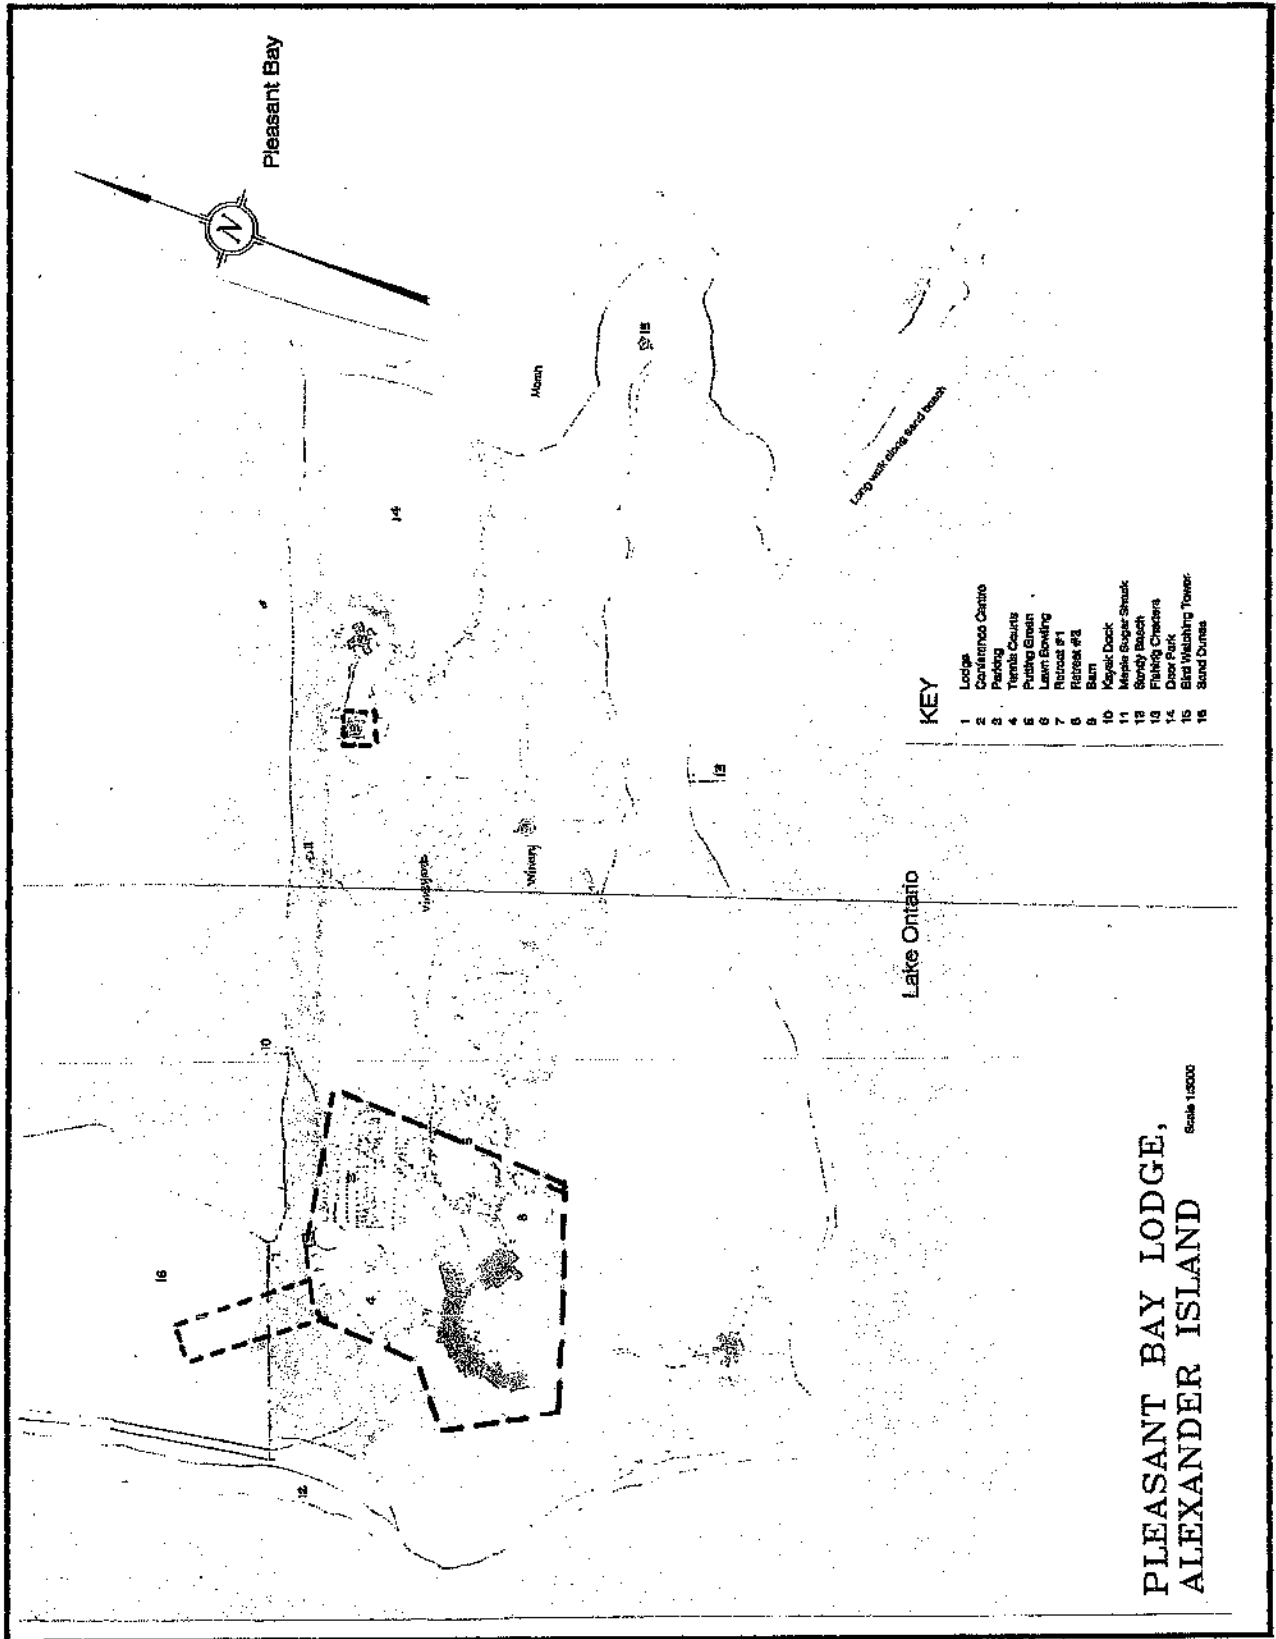 Pleasant Bay
N
Marsh
15
Long walk along sand beach
14
11
Vineyards
Winery
13
10
16
4
12
Lake Ontario
KEY
1 Lodge
2 Conference Centre
3 Parking
4 Tennis Courts
5 Putting Green
6 Lawn Bowling
7 Retreat #1
8 Retreat #2
9 Barn
10 Kayak Dock
11 Maple Sugar Shack
12 Sandy Beach
13 Fishing Charters
14 Deer Park
15 Bird Watching Tower
16 Sand Dunes
PLEASANT BAY LODGE,
ALEXANDER ISLAND
Scale 1:5000